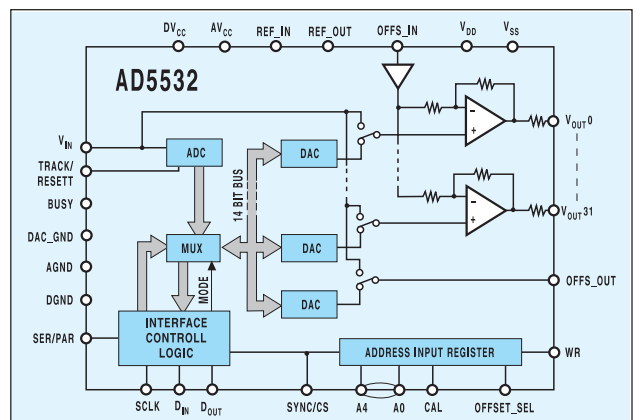 DVCC
AVCC
REF_IN
REF_OUT
OFFS_IN
VDD
VSS
AD5532
VIN
TRACK/
RESETT
BUSY
DAC_GND
AGND
DGND
SER/PAR
ADC
MUX
MODE
INTERFACE
CONTROLL
LOGIC
14 BIT BUS
DAC
DAC
DAC
VOUT0
VOUT31
OFFS_OUT
WR
ADDRESS INPUT REGISTER
SCLK
DIN
DOUT
SYNC/CS
A4
A0
CAL
OFFSET_SEL